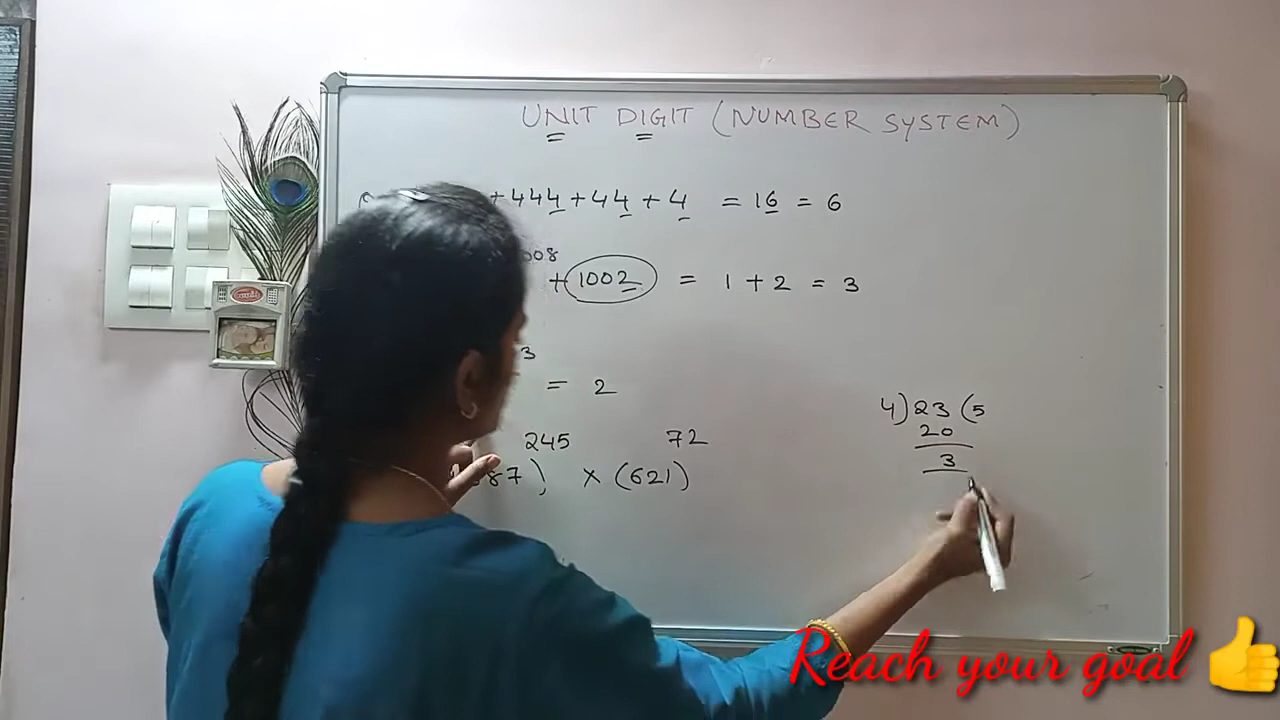 UNIT DIGIT (NUMBER SYSTEM)
+444+44+4 = 16 = 6
008
+1002 = 1 + 2 = 3
3
= 2
245 72
87) × (621)
4) 23 (5
20
3
Reach your goal 👍